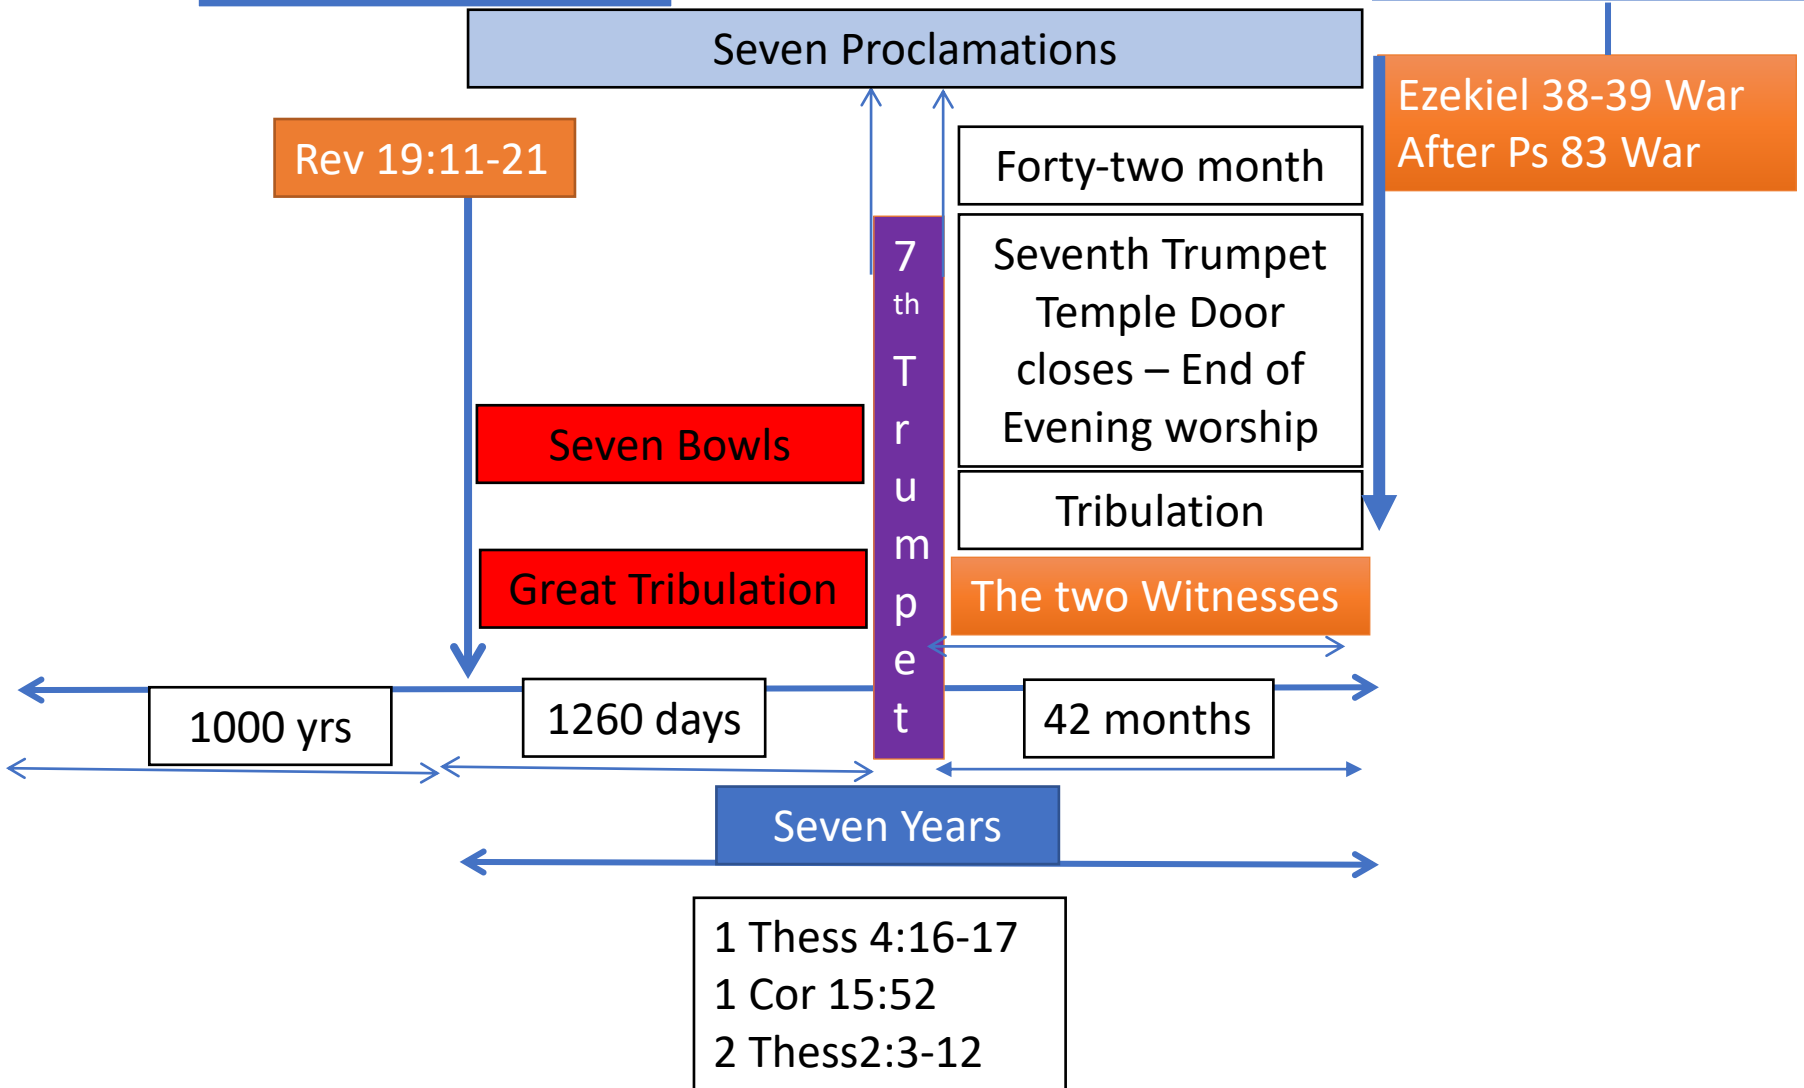 Seven Proclamations
Ezekiel 38-39 War
After Ps 83 War
Rev 19:11-21
Forty-two month
7
th
T
r
u
m
p
e
t
Seventh Trumpet
Temple Door
closes – End of
Evening worship
Seven Bowls
Tribulation
Great Tribulation
The two Witnesses
1000 yrs
1260 days
42 months
Seven Years
1 Thess 4:16-17
1 Cor 15:52
2 Thess2:3-12